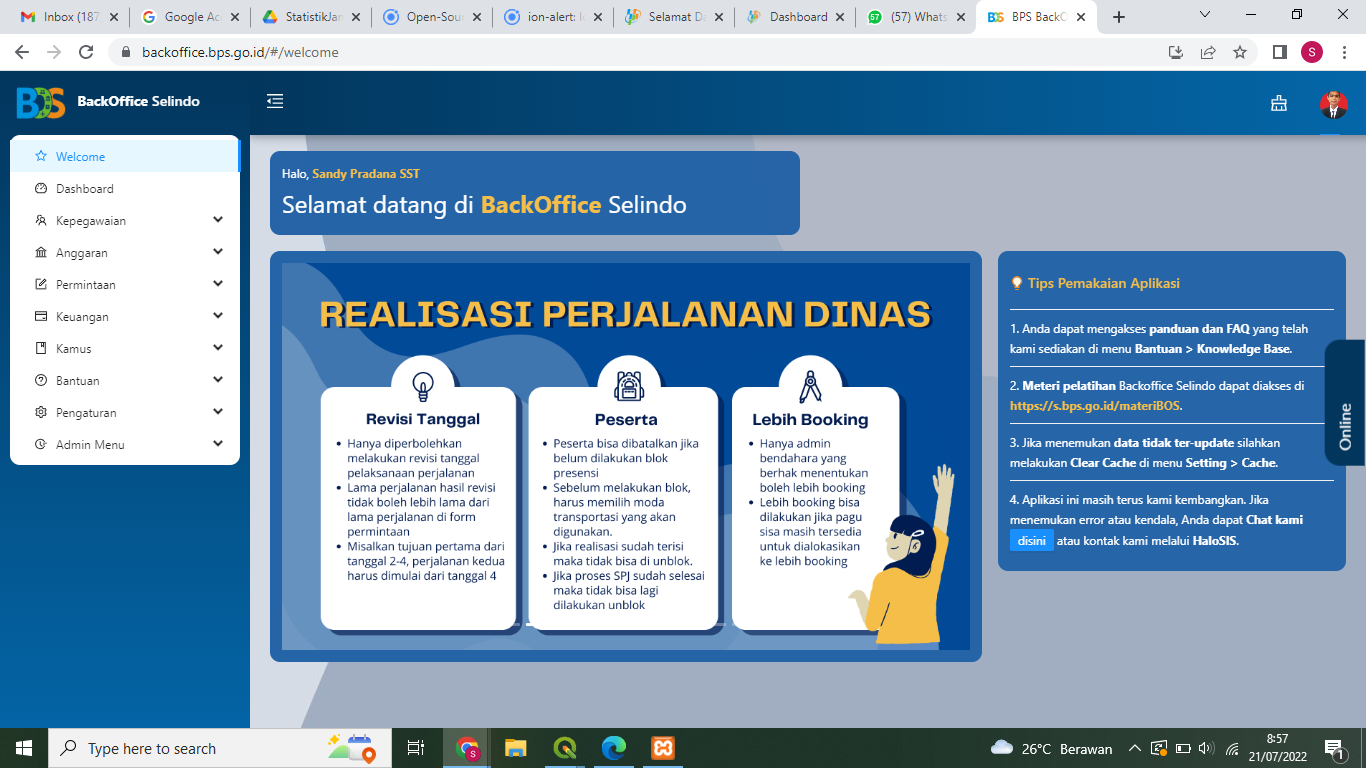 Inbox (187
Google Ac
StatistikJan
Open-Sou
ion-alert: Ic
Selamat Da
Dashboard
(57) Whats
BPS BackO
backoffice.bps.go.id/#/welcome
S
BackOffice Selindo
Welcome
Dashboard
Kepegawaian
Anggaran
Permintaan
Keuangan
Kamus
Bantuan
Pengaturan
Admin Menu
Halo, Sandy Pradana SST
Selamat datang di BackOffice Selindo
REALISASI PERJALANAN DINAS
Revisi Tanggal
• Hanya diperbolehkan
melakukan revisi tanggal
pelaksanaan perjalanan
• Lama perjalanan hasil revisi
tidak boleh lebih lama dari
lama perjalanan di form
permintaan
• Misalkan tujuan pertama dari
tanggal 2-4, perjalanan kedua
harus dimulai dari tanggal 4
Peserta
• Peserta bisa dibatalkan jika
belum dilakukan blok
presensi
• Sebelum melakukan blok,
harus memilih moda
transportasi yang akan
digunakan.
• Jika realisasi sudah terisi
maka tidak bisa di unblok.
• Jika proses SPJ sudah selesai
maka tidak bisa lagi
dilakukan unblok
Lebih Booking
• Hanya admin
bendahara yang
berhak menentukan
boleh lebih booking
• Lebih booking bisa
dilakukan jika pagu
sisa masih tersedia
untuk dialokasikan
ke lebih booking
Tips Pemakaian Aplikasi
1. Anda dapat mengakses panduan dan FAQ yang telah
kami sediakan di menu Bantuan > Knowledge Base.
2. Meteri pelatihan Backoffice Selindo dapat diakses di
https://s.bps.go.id/materiBOS.
3. Jika menemukan data tidak ter-update silahkan
melakukan Clear Cache di menu Setting > Cache.
4. Aplikasi ini masih terus kami kembangkan. Jika
menemukan error atau kendala, Anda dapat Chat kami
disini atau kontak kami melalui HaloSIS.
Online
Type here to search
26°C Berawan
8:57
21/07/2022
1